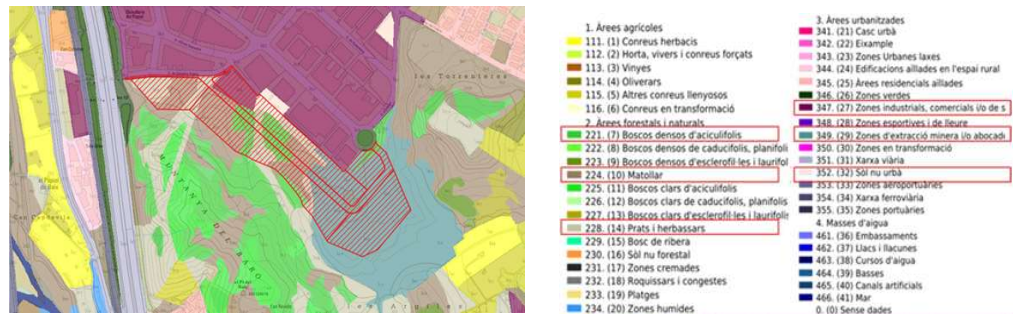 les Torrenteres
MUNTANYA DEL TURÓ
les Argiles
1. Àrees agrícoles
111. (1) Conreus herbacis
112. (2) Horta, vivers i conreus forçats
113. (3) Vinyes
114. (4) Oliverars
115. (5) Altres conreus llenyosos
116. (6) Conreus en transformació
2. Àrees forestals i naturals
221. (7) Boscos densos d'aciculifolis
222. (8) Boscos densos de caducifolis, planifoli
223. (9) Boscos densos d'esclerofil·les i laurifol
224. (10) Matollar
225. (11) Boscos clars d'aciculifolis
226. (12) Boscos clars de caducifolis, planifoli
227. (13) Boscos clars d'esclerofil·les i laurifolis
228. (14) Prats i herbassars
229. (15) Bosc de ribera
230. (16) Sòl nu forestal
231. (17) Zones cremades
232. (18) Roquissars i congestes
233. (19) Platges
234. (20) Zones humides
3. Àrees urbanitzades
341. (21) Casc urbà
342. (22) Eixample
343. (23) Zones Urbanes laxes
344. (24) Edificacions aïllades en l'espai rural
345. (25) Àrees residencials aïllades
346. (26) Zones verdes
347. (27) Zones industrials, comercials i/o de s
348. (28) Zones esportives i de lleure
349. (29) Zones d'extracció minera i/o abocado
350. (30) Zones en transformació
351. (31) Xarxa viària
352. (32) Sòl nu urbà
353. (33) Zones aeroportuàries
354. (34) Xarxa ferroviària
355. (35) Zones portuàries
4. Masses d'aigua
461. (36) Embassaments
462. (37) Llacs i llacunes
463. (38) Cursos d'aigua
464. (39) Basses
465. (40) Canals artificials
466. (41) Mar
0. (0) Sense dades